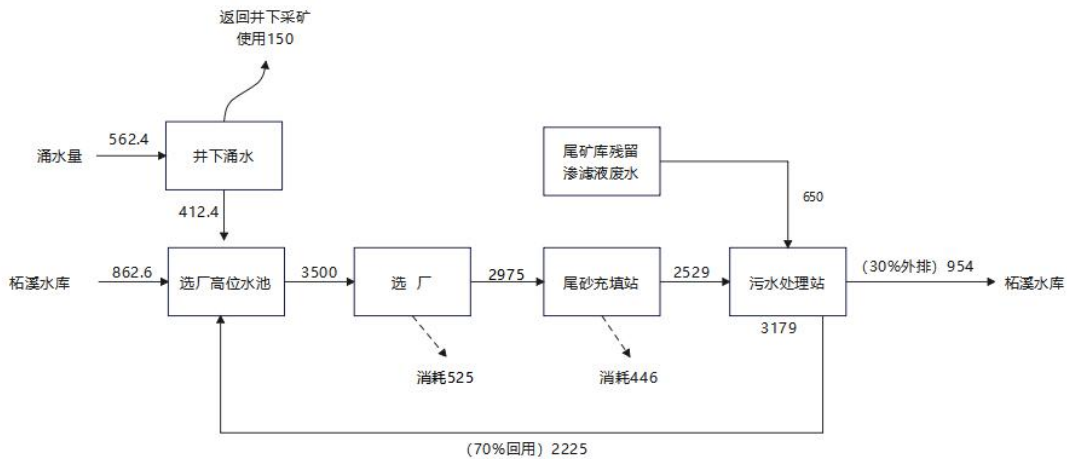 返回井下采矿
使用150
562.4
涌水量
井下涌水
尾矿库残留
渗滤液废水
412.4
650
柘溪水库
862.6
选厂高位水池
3500
选 厂
2975
尾砂充填站
2529
污水处理站
（30%外排）954
柘溪水库
3179
消耗525
消耗446
（70%回用）2225